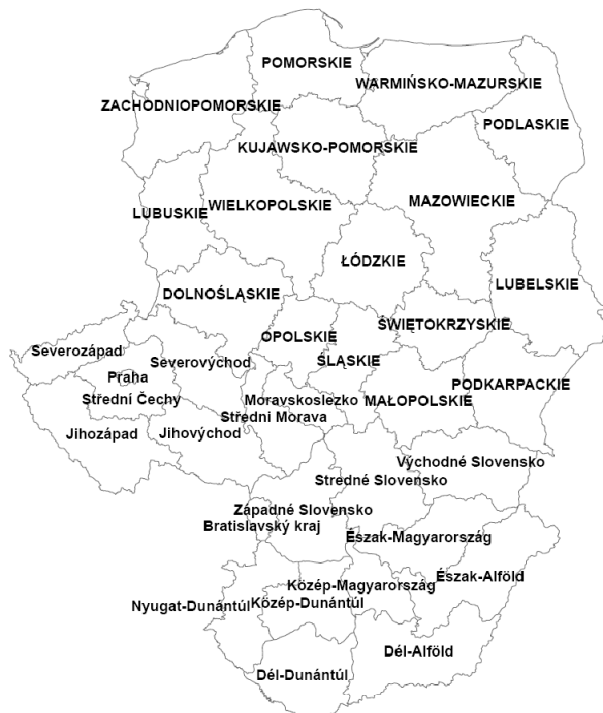 POMORSKIE
WARMIŃSKO-MAZURSKIE
ZACHODNIOPOMORSKIE
PODLASKIE
KUJAWSKO-POMORSKIE
MAZOWIECKIE
WIELKOPOLSKIE
LUBUSKIE
ŁÓDZKIE
LUBELSKIE
DOLNOŚLĄSKIE
ŚWIĘTOKRZYSKIE
OPOLSKIE
Severozápad
Severovýchod
ŚLĄSKIE
Praha
PODKARPACKIE
Střední Čechy
Moravskoslezko
MAŁOPOLSKIE
Středni Morava
Jihozápad
Jihovýchod
Východné Slovensko
Stredné Slovensko
Západné Slovensko
Bratislavský kraj
Észak-Magyarország
Észak-Alföld
Közép-Magyarország
Nyugat-Dunántúl
Közép-Dunántúl
Dél-Alföld
Dél-Dunántúl